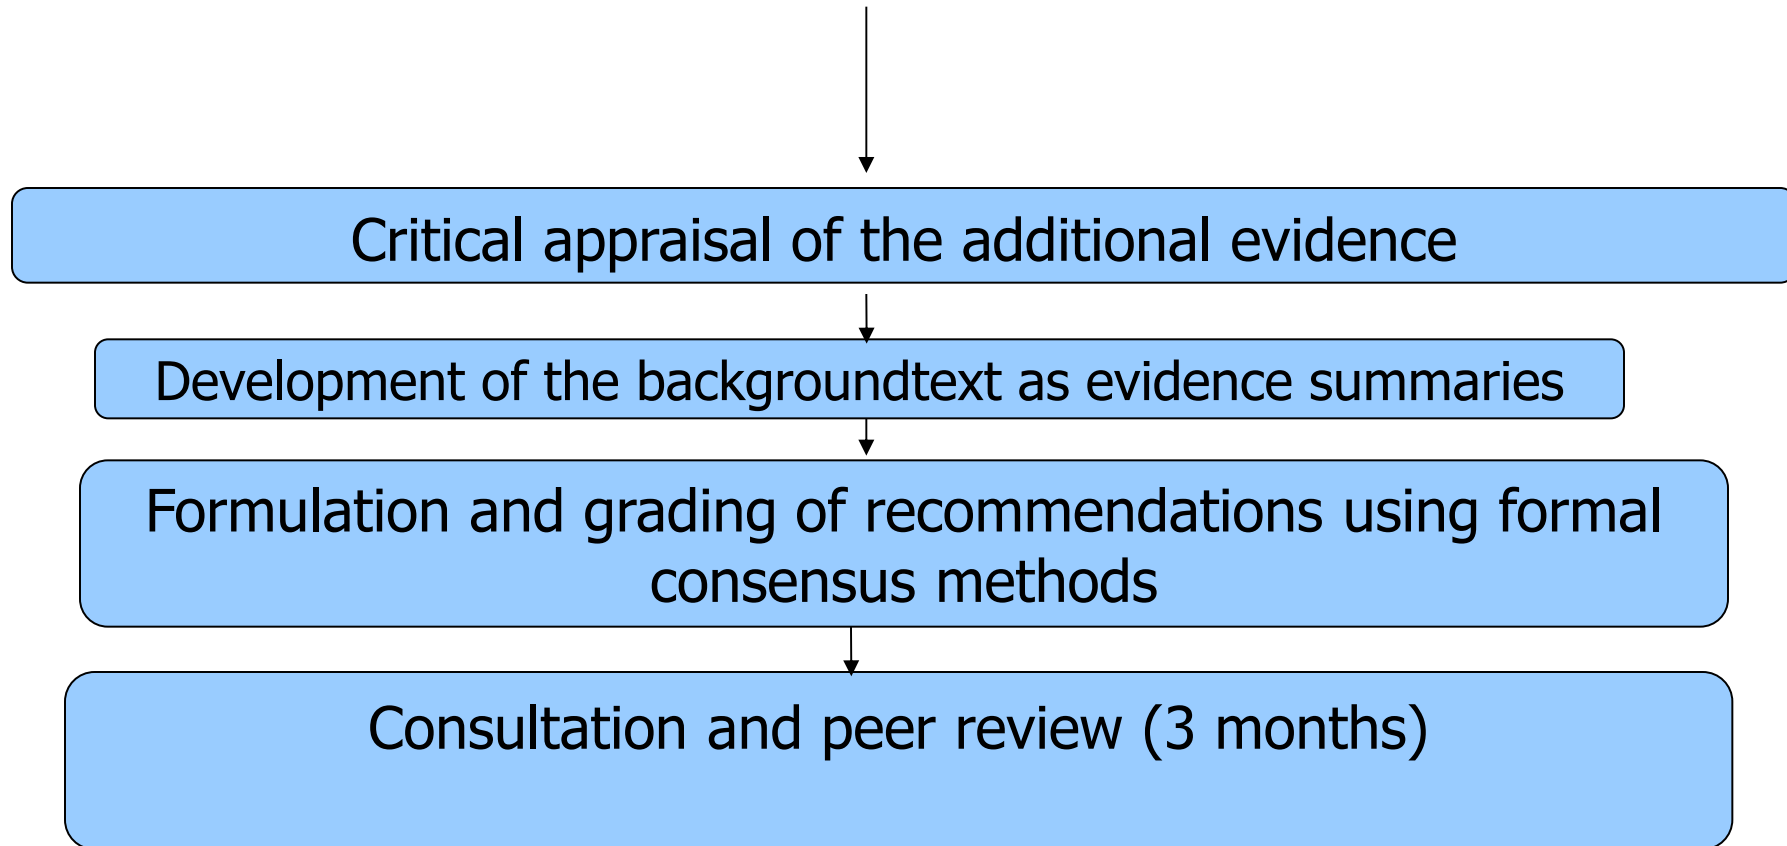 Critical appraisal of the additional evidence
Development of the backgroundtext as evidence summaries
Formulation and grading of recommendations using formal
consensus methods
Consultation and peer review (3 months)